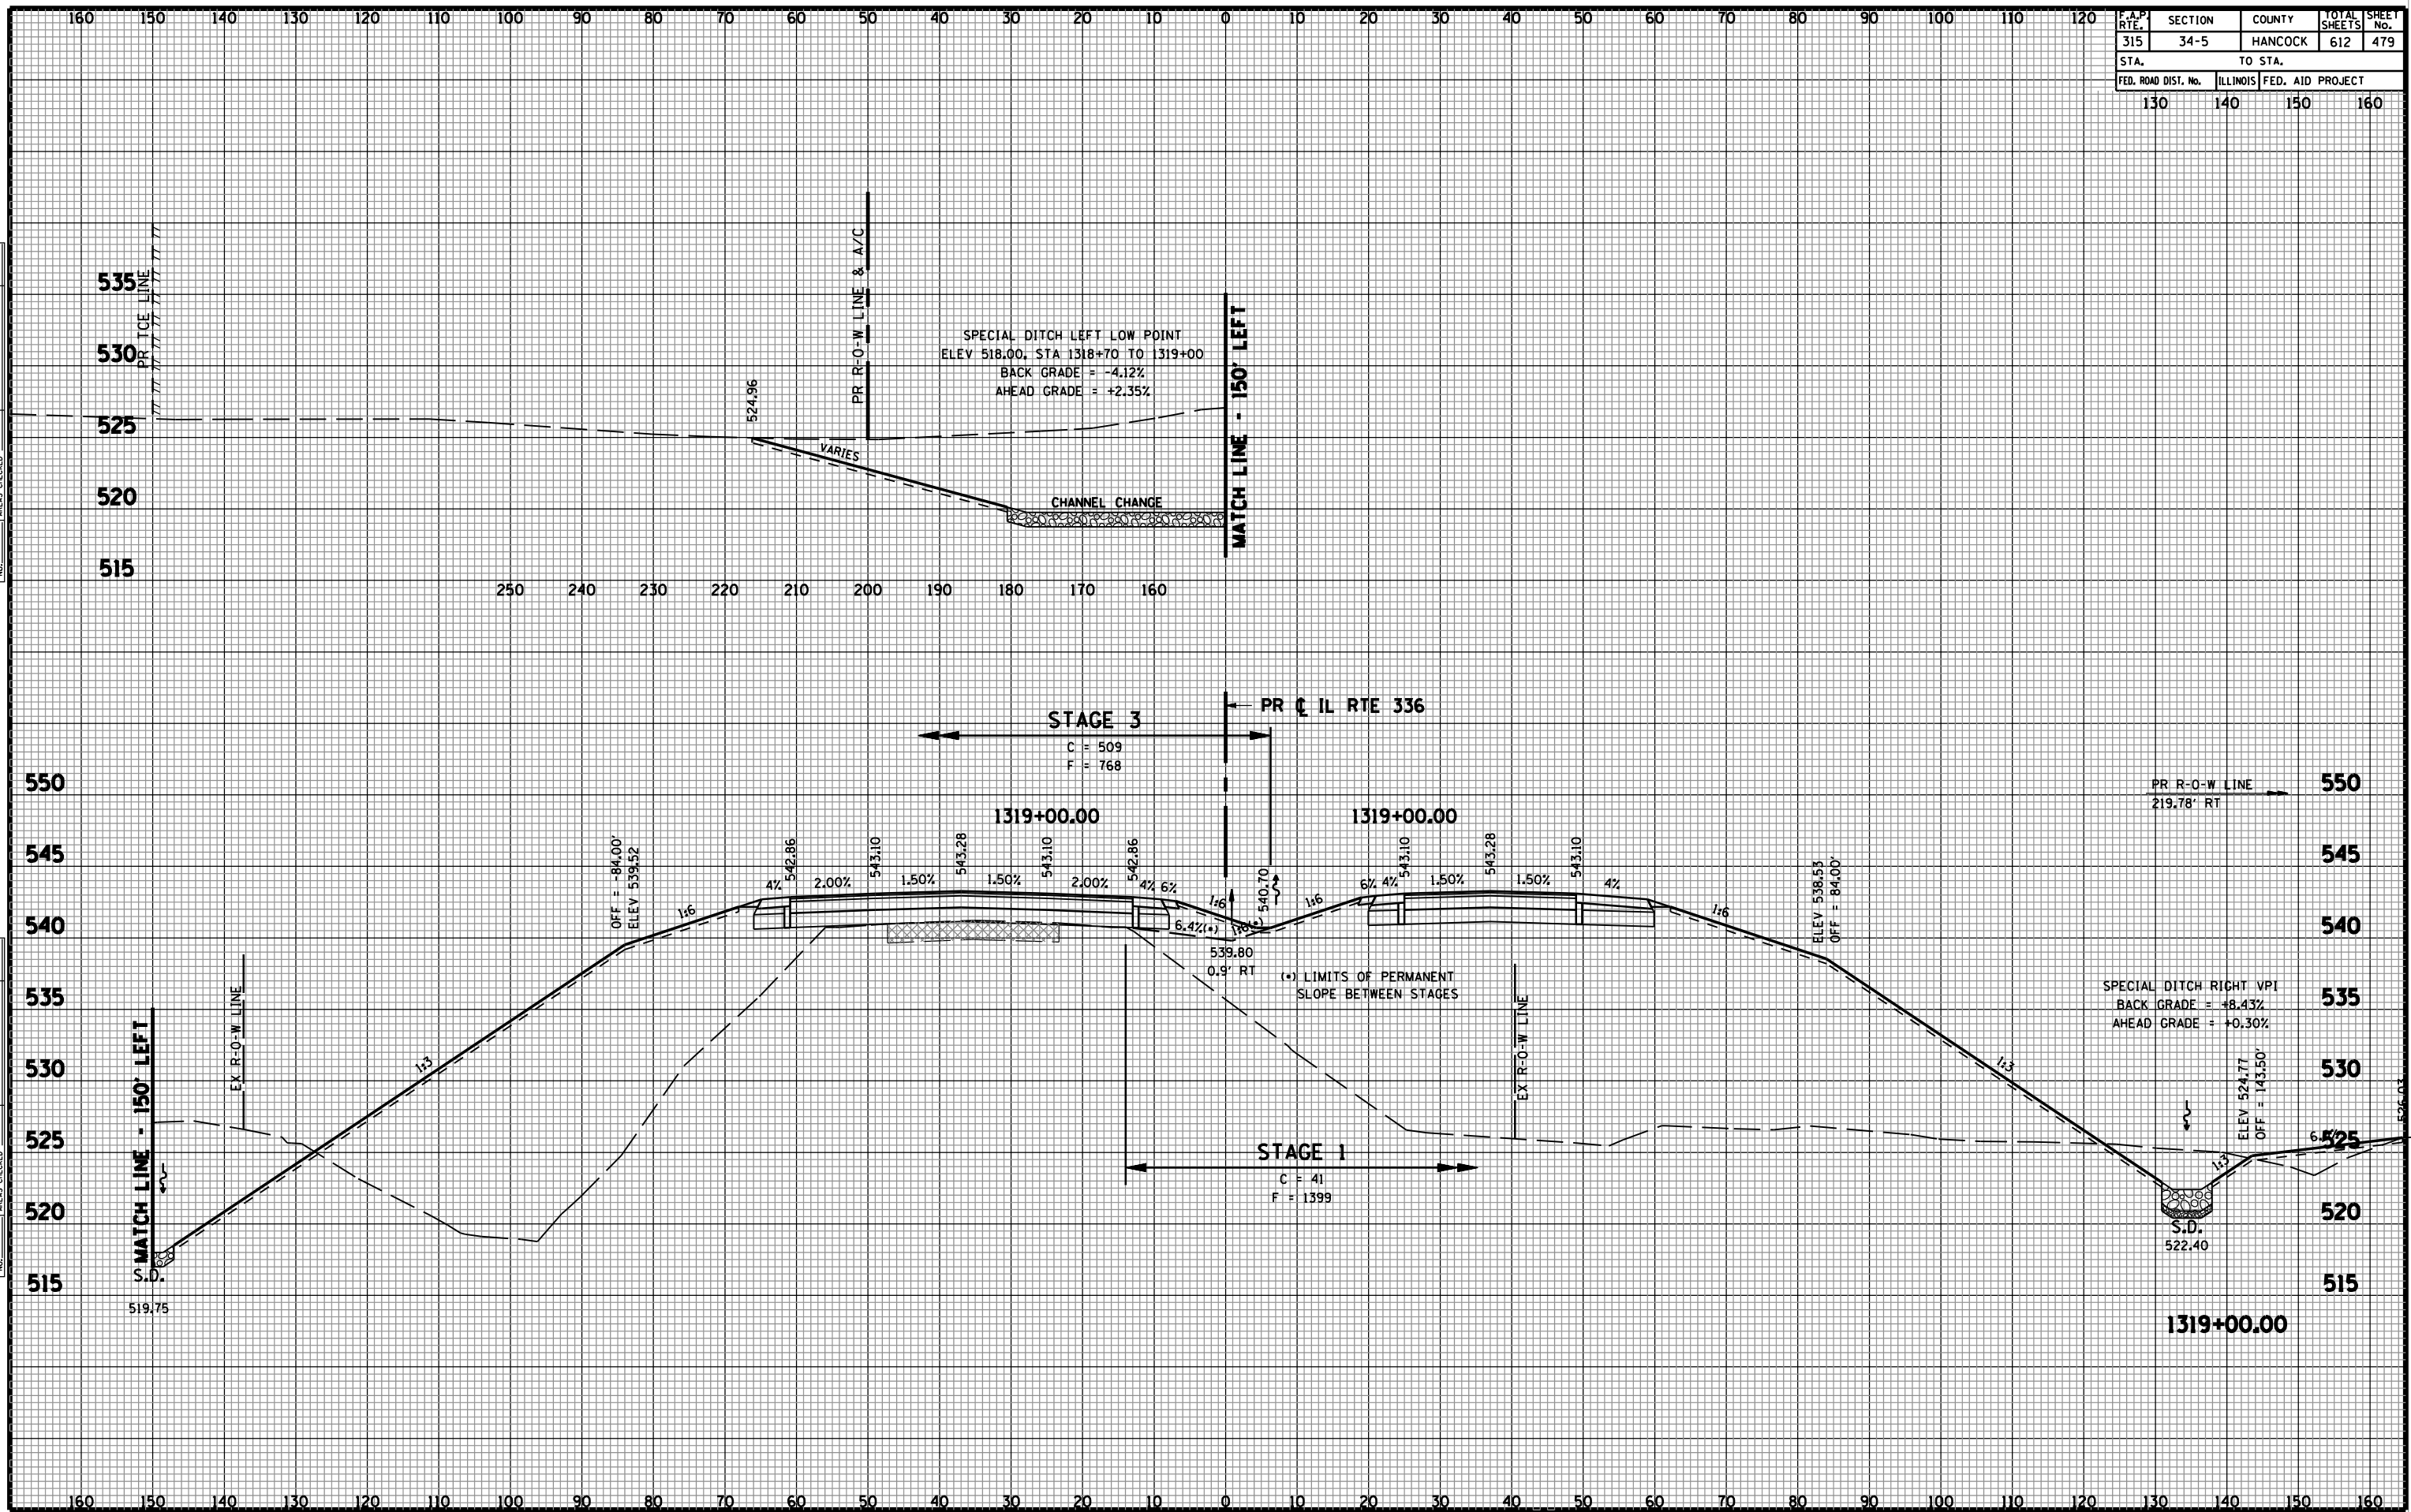 160 150 140 130 120 110 100 90 80 70 60 50 40 30 20 10 0 10 20 30 40 50 60 70 80 90 100 110 120
F.A.P. RTE. SECTION COUNTY TOTAL SHEETS SHEET No.
315 34-5 HANCOCK 612 479
STA. TO STA.
FED. ROAD DIST. No. ILLINOIS FED. AID PROJECT
130 140 150 160
535
530
525
520
515
PR TCE LINE
PR R-O-W LINE & A/C
SPECIAL DITCH LEFT LOW POINT
ELEV 518.00, STA 1318+70 TO 1319+00
BACK GRADE = -4.12%
AHEAD GRADE = +2.35%
MATCH LINE - 150' LEFT
524.96
VARIES
CHANNEL CHANGE
250 240 230 220 210 200 190 180 170 160
PR ℄ IL RTE 336
STAGE 3
C = 509
F = 768
550
545
540
535
530
525
520
515
PR R-O-W LINE
219.78' RT
550
545
540
535
530
525
520
515
1319+00.00
1319+00.00
OFF = -84.00'
ELEV 539.52
542.86
543.10
543.28
543.10
542.86
540.70
543.10
543.28
543.10
ELEV 538.53
OFF = 84.00'
1:6
4%
2.00%
1.50%
1.50%
2.00%
4%
6%
1:6
6.4%(•)
1:6(•)
1:6
6%
4%
1.50%
1.50%
4%
1:6
539.80
0.9' RT
(•) LIMITS OF PERMANENT
SLOPE BETWEEN STAGES
EX R-O-W LINE
EX R-O-W LINE
1:3
1:3
MATCH LINE - 150' LEFT
S.D.
519.75
STAGE 1
C = 41
F = 1399
SPECIAL DITCH RIGHT VPI
BACK GRADE = +8.43%
AHEAD GRADE = +0.30%
ELEV 524.77
OFF = 143.50'
526.03
1:3
S.D.
522.40
1319+00.00
160 150 140 130 120 110 100 90 80 70 60 50 40 30 20 10 0 10 20 30 40 50 60 70 80 90 100 110 120 130 140 150 160